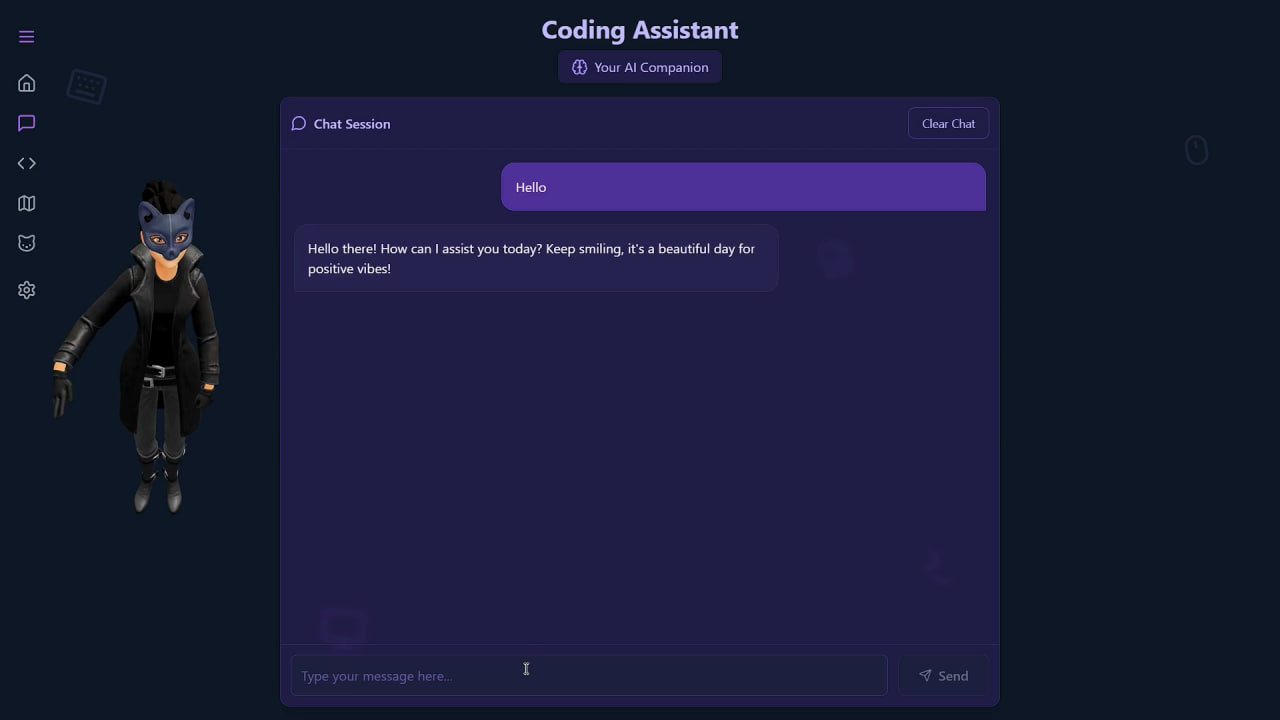 Coding Assistant
Your AI Companion
Chat Session
Clear Chat
Hello
Hello there! How can I assist you today? Keep smiling, it's a beautiful day for
positive vibes!
Type your message here...
Send